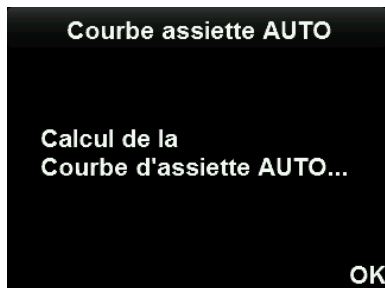 Courbe assiette AUTO
Calcul de la
Courbe d'assiette AUTO...
OK